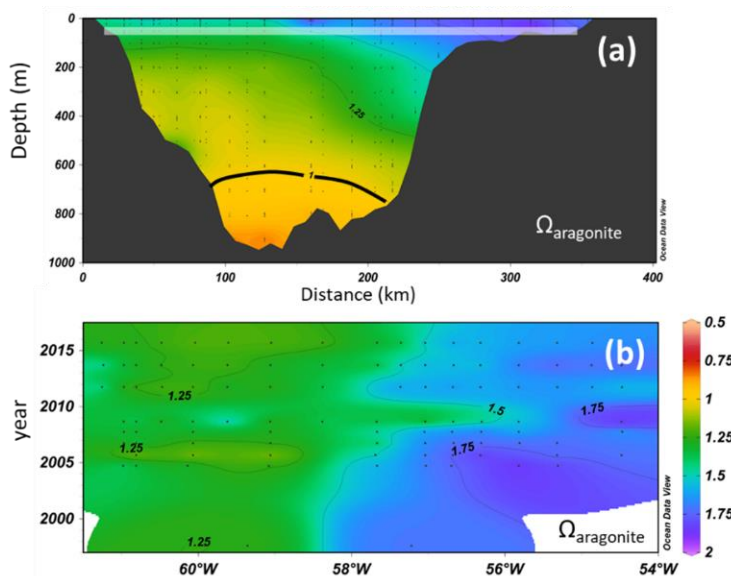 0
200
400
600
800
1000
Depth (m)
(a)
1.25
1
Ωaragonite
Ocean Data View
0 100 200 300 400
Distance (km)
2015
2010
2005
2000
year
(b)
1.25
1.5
1.75
1.25
1.75
1.25
Ωaragonite
Ocean Data View
60°W 58°W 56°W 54°W
0.5
0.75
1
1.25
1.5
1.75
2